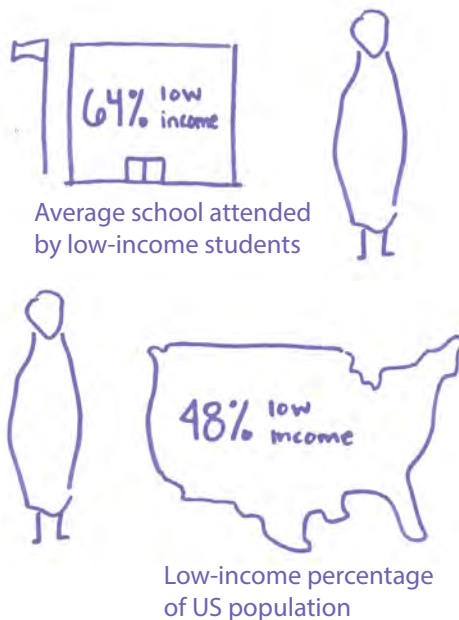 64% low
income
Average school attended
by low-income students
48% low
income
Low-income percentage
of US population